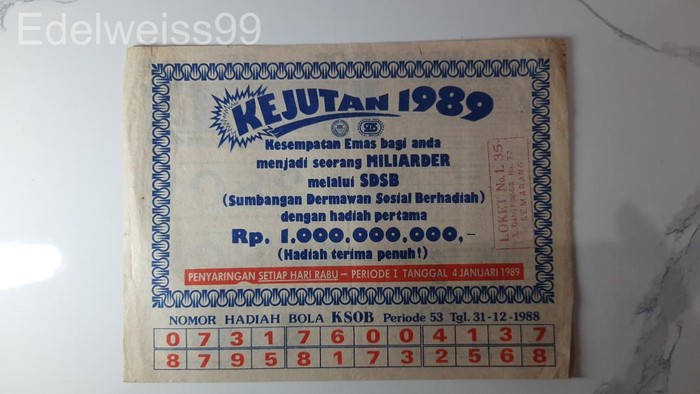 Edelweiss99
KEJUTAN 1989
SDS
Kesempatan Emas bagi anda
menjadi seorang MILIARDER
melalui SDSB
(Sumbangan Dermawan Sosial Berhadiah)
dengan hadiah pertama
Rp. 1.000.000.000,-
(Hadiah terima penuh!)
LOKET No. L. 35
SEMARANG
PENYARINGAN SETIAP HARI RABU – PERIODE I TANGGAL 4 JANUARI 1989
NOMOR HADIAH BOLA KSOB Periode 53 Tgl. 31-12-1988
0 7 3 1 7 6 0 0 4 1 3 7
8 7 9 5 8 1 7 3 2 5 6 8